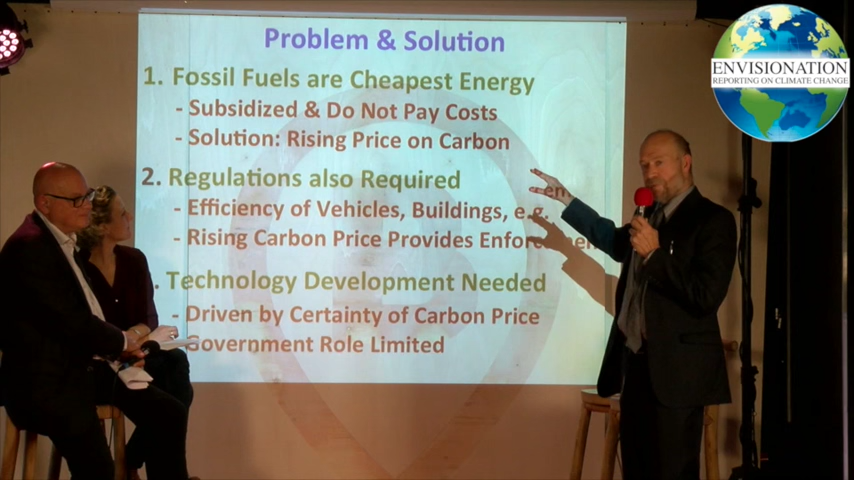 Problem & Solution
1. Fossil Fuels are Cheapest Energy
- Subsidized & Do Not Pay Costs
- Solution: Rising Price on Carbon
2. Regulations also Required
- Efficiency of Vehicles, Buildings, e.g.
- Rising Carbon Price Provides
. Technology Development Needed
- Driven by Certainty of Carbon Price
Government Role Limited
ENVISIONATION
REPORTING ON CLIMATE CHANGE